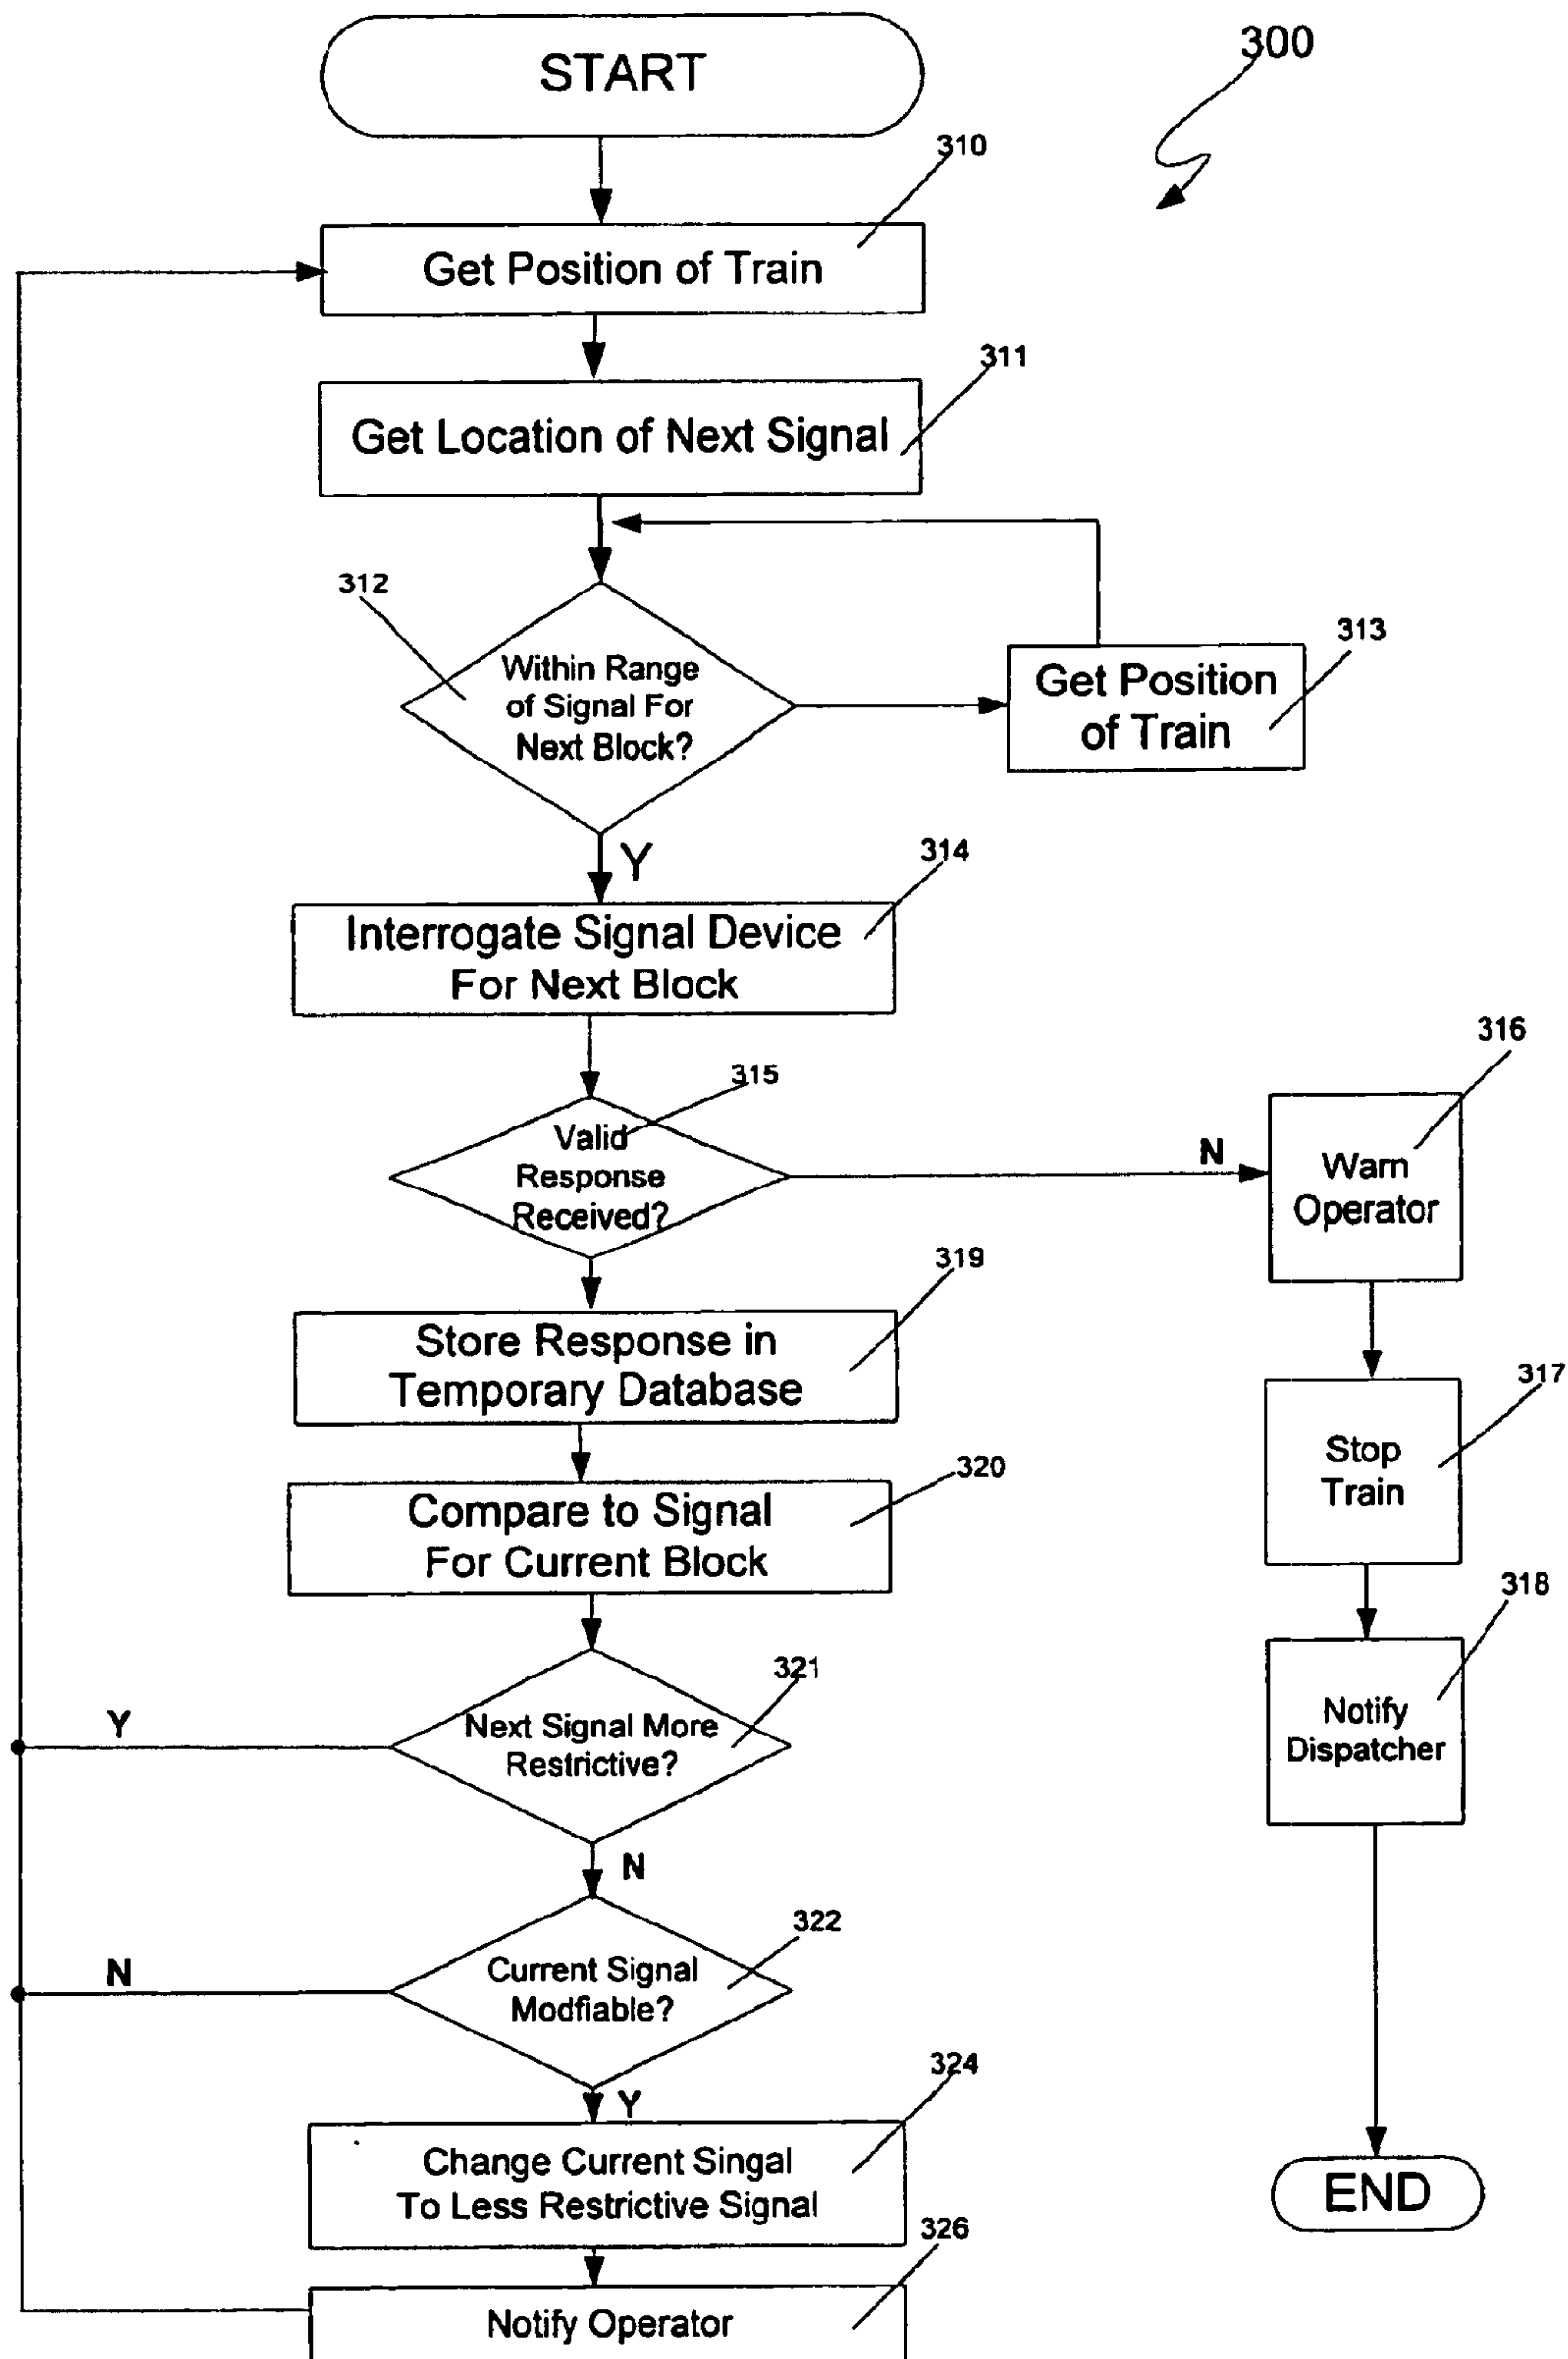 START
300
310
Get Position of Train
311
Get Location of Next Signal
312
Within Range
of Signal For
Next Block?
313
Get Position
of Train
Y
314
Interrogate Signal Device
For Next Block
315
Valid
Response
Received?
N
316
Warn
Operator
319
Store Response in
Temporary Database
317
Stop
Train
320
Compare to Signal
For Current Block
318
Notify
Dispatcher
321
Next Signal More
Restrictive?
Y
N
322
Current Signal
Modfiable?
N
Y
324
Change Current Singal
To Less Restrictive Signal
END
326
Notify Operator